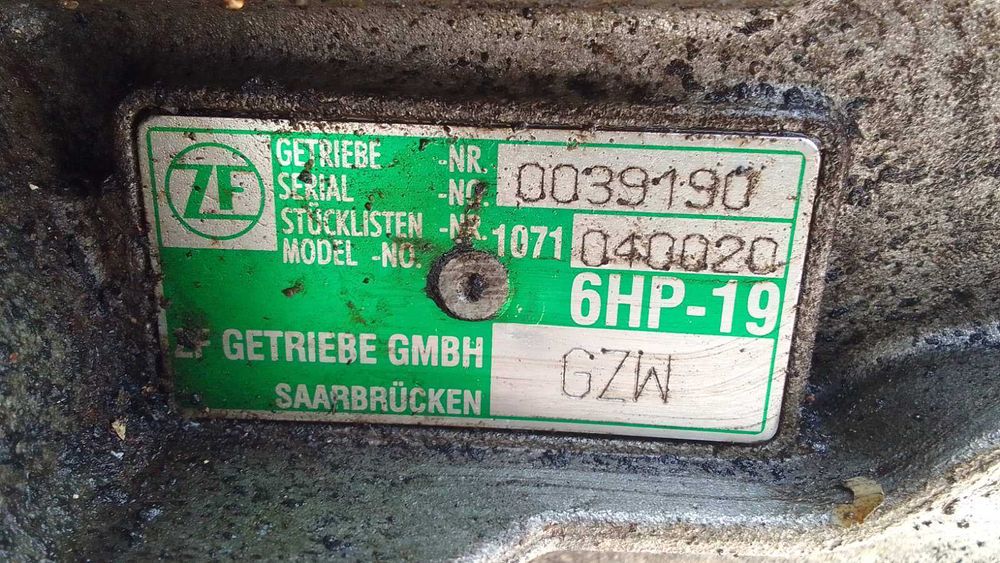 ZF
GETRIEBE -NR.
SERIAL -NO. 0039190
STÜCKLISTEN -NR.
MODEL -NO. 1071 040020
6HP-19
ZF GETRIEBE GMBH
SAARBRÜCKEN
GZW